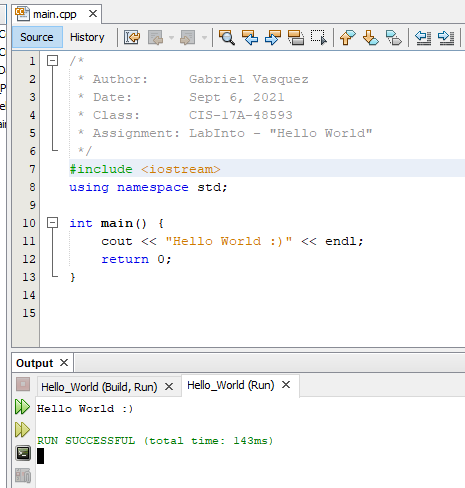 main.cpp
Source History
1 /*
2 * Author: Gabriel Vasquez
3 * Date: Sept 6, 2021
4 * Class: CIS-17A-48593
5 * Assignment: LabInto - "Hello World"
6 */
7 #include <iostream>
8 using namespace std;
9
10 int main() {
11 cout << "Hello World :)" << endl;
12 return 0;
13 }
14
15
Output
Hello_World (Build, Run) Hello_World (Run)
Hello World :)
RUN SUCCESSFUL (total time: 143ms)